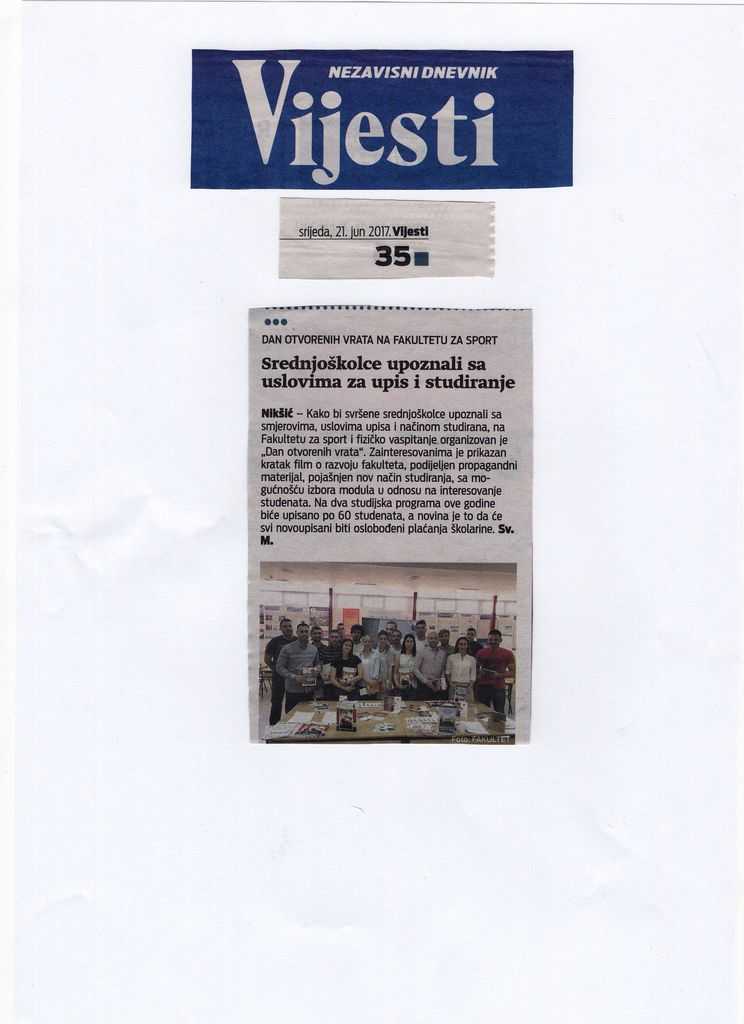 NEZAVISNI DNEVNIK
Vijesti
srijeda, 21. jun 2017. Vijesti
35
DAN OTVORENIH VRATA NA FAKULTETU ZA SPORT
Srednjoškolce upoznali sa
uslovima za upis i studiranje
Nikšić – Kako bi svršene srednjoškolce upoznali sa
smjerovima, uslovima upisa i načinom studirana, na
Fakultetu za sport i fizičko vaspitanje organizovan je
„Dan otvorenih vrata“. Zainteresovanima je prikazan
kratak film o razvoju fakulteta, podijeljen propagandni
materijal, pojašnjen nov način studiranja, sa mo-
gućnošću izbora modula u odnosu na interesovanje
studenata. Na dva studijska programa ove godine
biće upisano po 60 studenata, a novina je to da će
svi novoupisani biti oslobođeni plaćanja školarine. Sv.
M.
Foto: FAKULTET